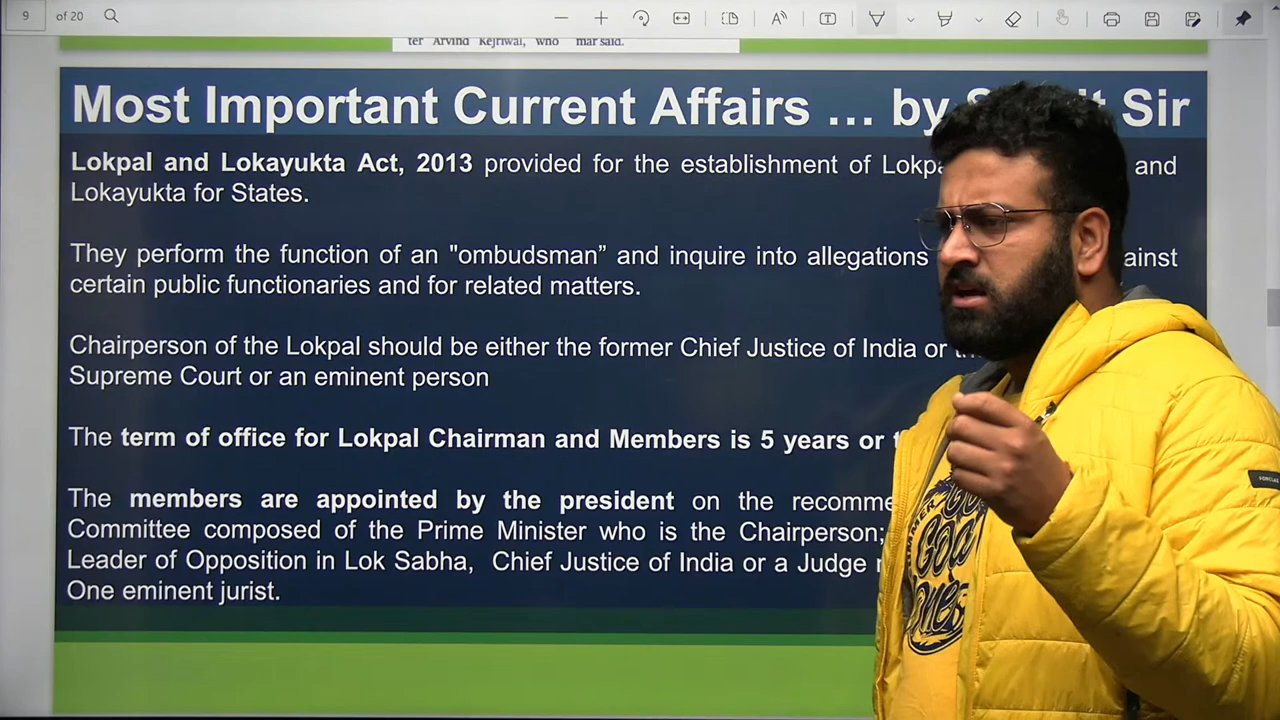 9 of 20
ter Arvind Kejriwal, who mar said.
Most Important Current Affairs … by Sir
Lokpal and Lokayukta Act, 2013 provided for the establishment of and
Lokayukta for States.
They perform the function of an "ombudsman” and inquire into allegations
certain public functionaries and for related matters.
Chairperson of the Lokpal should be either the former Chief Justice of India or
Supreme Court or an eminent person
The term of office for Lokpal Chairman and Members is 5 years or
The members are appointed by the president on the
Committee composed of the Prime Minister who is the Chairperson;
Leader of Opposition in Lok Sabha, Chief Justice of India or a Judge
One eminent jurist.